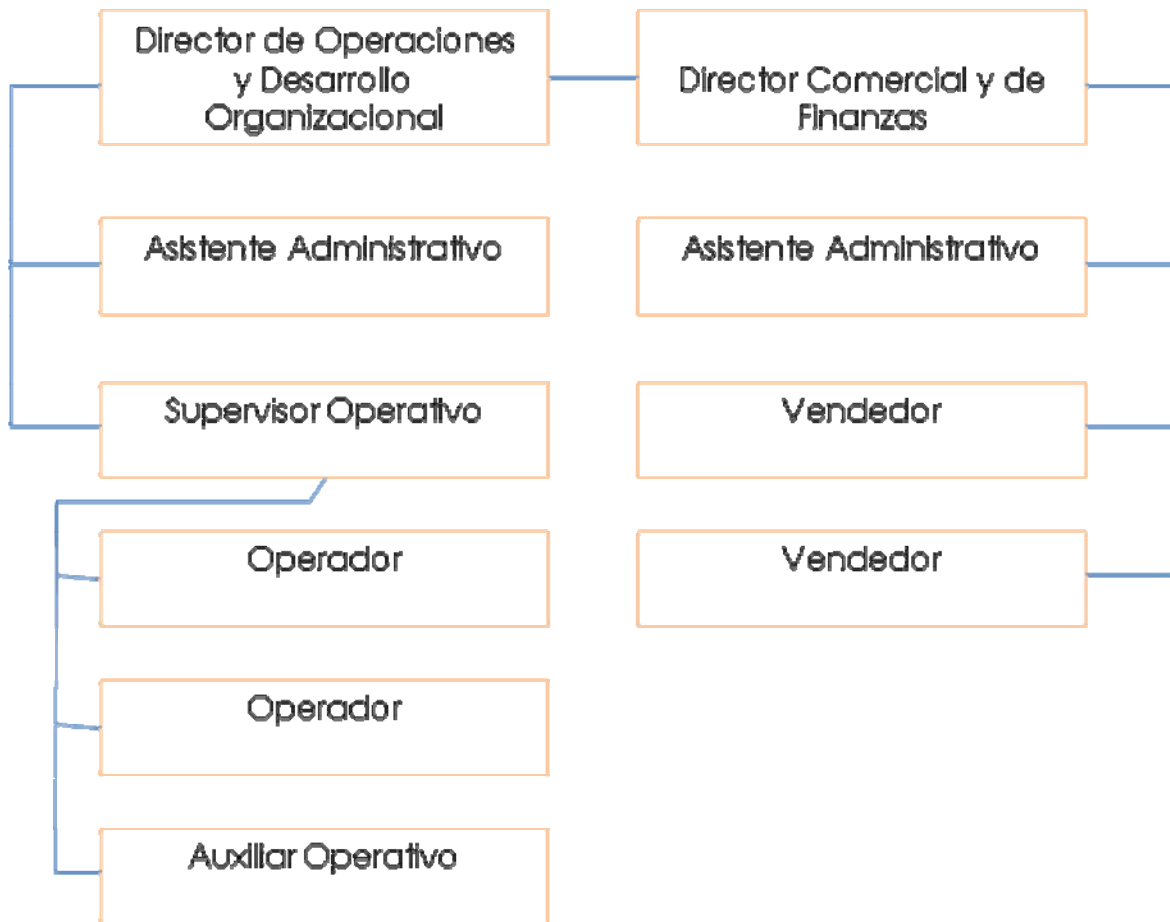 Director de Operaciones
y Desarrollo
Organizacional
Director Comercial y de
Finanzas
Asistente Administrativo
Asistente Administrativo
Supervisor Operativo
Vendedor
Operador
Vendedor
Operador
Auxiliar Operativo